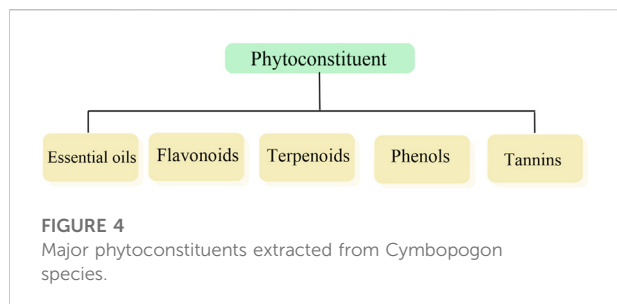 Phytoconstituent
Essential oils Flavonoids Terpenoids Phenols Tannins
FIGURE 4
Major phytoconstituents extracted from Cymbopogon
species.